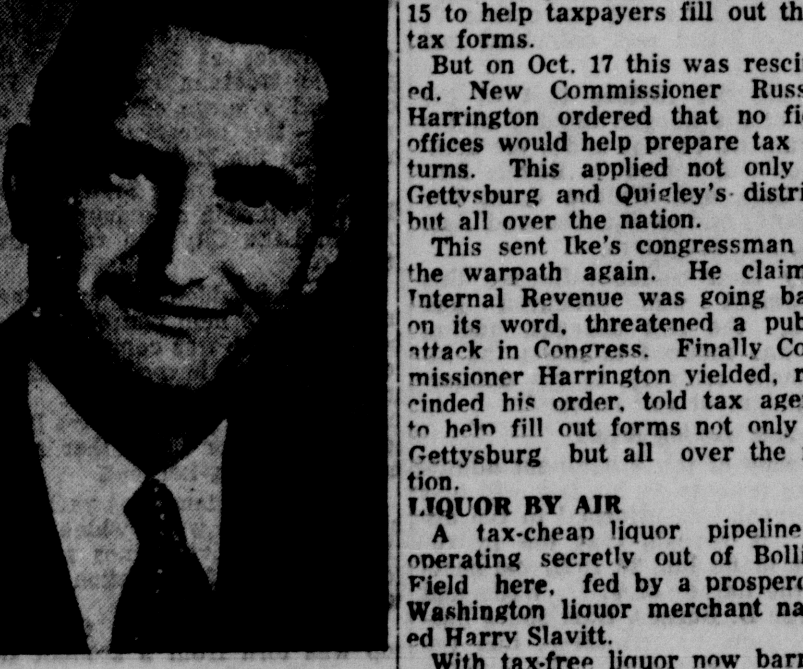 15 to help taxpayers fill out th
tax forms.
But on Oct. 17 this was resci
ed. New Commissioner Russ
Harrington ordered that no fi
offices would help prepare tax
turns. This applied not only
Gettysburg and Quigley's distri
but all over the nation.
This sent Ike's congressman
the warpath again. He claim
Internal Revenue was going ba
on its word, threatened a pub
attack in Congress. Finally Co
missioner Harrington yielded, r
cinded his order, told tax age
to help fill out forms not only
Gettysburg but all over the
tion.
LIQUOR BY AIR
A tax-cheap liquor pipeline
operating secretly out of Bolli
Field here, fed by a prospero
Washington liquor merchant na
ed Harry Slavitt.
With tax-free liquor now barr